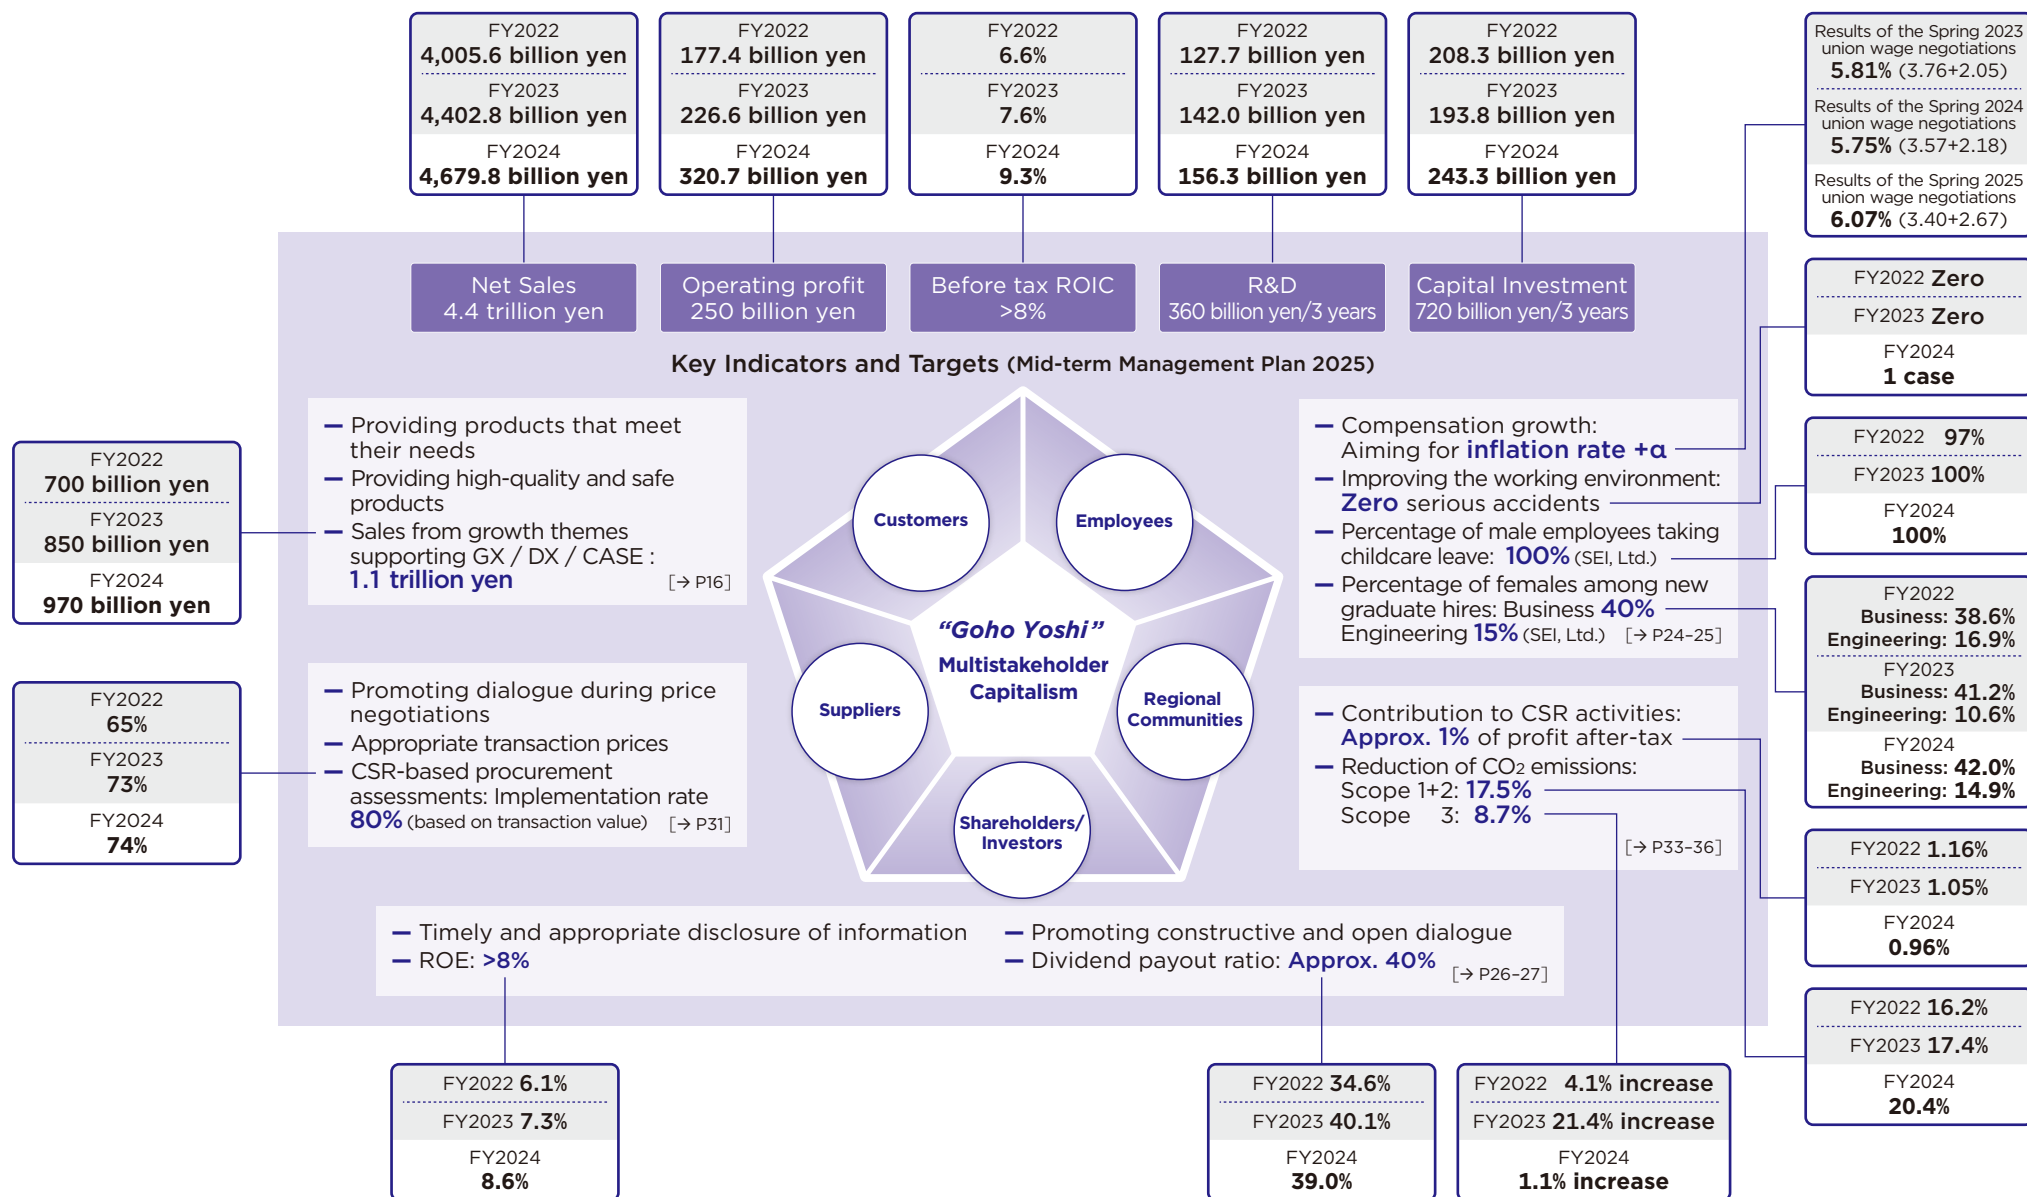 FY2022
4,005.6 billion yen
FY2023
4,402.8 billion yen
FY2024
4,679.8 billion yen
FY2022
177.4 billion yen
FY2023
226.6 billion yen
FY2024
320.7 billion yen
FY2022
6.6%
FY2023
7.6%
FY2024
9.3%
FY2022
127.7 billion yen
FY2023
142.0 billion yen
FY2024
156.3 billion yen
FY2022
208.3 billion yen
FY2023
193.8 billion yen
FY2024
243.3 billion yen
Results of the Spring 2023
union wage negotiations
5.81% (3.76+2.05)
Results of the Spring 2024
union wage negotiations
5.75% (3.57+2.18)
Results of the Spring 2025
union wage negotiations
6.07% (3.40+2.67)
Net Sales
4.4 trillion yen
Operating profit
250 billion yen
Before tax ROIC
>8%
R&D
360 billion yen/3 years
Capital Investment
720 billion yen/3 years
FY2022 Zero
FY2023 Zero
FY2024
1 case
Key Indicators and Targets (Mid-term Management Plan 2025)
— Providing products that meet
their needs
— Providing high-quality and safe
products
— Sales from growth themes
supporting GX / DX / CASE :
1.1 trillion yen [→ P16]
FY2022
700 billion yen
FY2023
850 billion yen
FY2024
970 billion yen
Customers
Employees
— Compensation growth:
Aiming for inflation rate +α
— Improving the working environment:
Zero serious accidents
— Percentage of male employees taking
childcare leave: 100% (SEI, Ltd.)
— Percentage of females among new
graduate hires: Business 40%
Engineering 15% (SEI, Ltd.) [→ P24–25]
FY2022 97%
FY2023 100%
FY2024
100%
FY2022
Business: 38.6%
Engineering: 16.9%
FY2023
Business: 41.2%
Engineering: 10.6%
FY2024
Business: 42.0%
Engineering: 14.9%
"Goho Yoshi"
Multistakeholder
Capitalism
Suppliers
Regional
Communities
Shareholders/
Investors
FY2022
65%
FY2023
73%
FY2024
74%
— Promoting dialogue during price
negotiations
— Appropriate transaction prices
— CSR-based procurement
assessments: Implementation rate
80% (based on transaction value) [→ P31]
— Contribution to CSR activities:
Approx. 1% of profit after-tax
— Reduction of CO2 emissions:
Scope 1+2: 17.5%
Scope 3: 8.7%
[→ P33–36]
FY2022 1.16%
FY2023 1.05%
FY2024
0.96%
— Timely and appropriate disclosure of information
— ROE: >8%
— Promoting constructive and open dialogue
— Dividend payout ratio: Approx. 40% [→ P26–27]
FY2022 16.2%
FY2023 17.4%
FY2024
20.4%
FY2022 6.1%
FY2023 7.3%
FY2024
8.6%
FY2022 34.6%
FY2023 40.1%
FY2024
39.0%
FY2022 4.1% increase
FY2023 21.4% increase
FY2024
1.1% increase